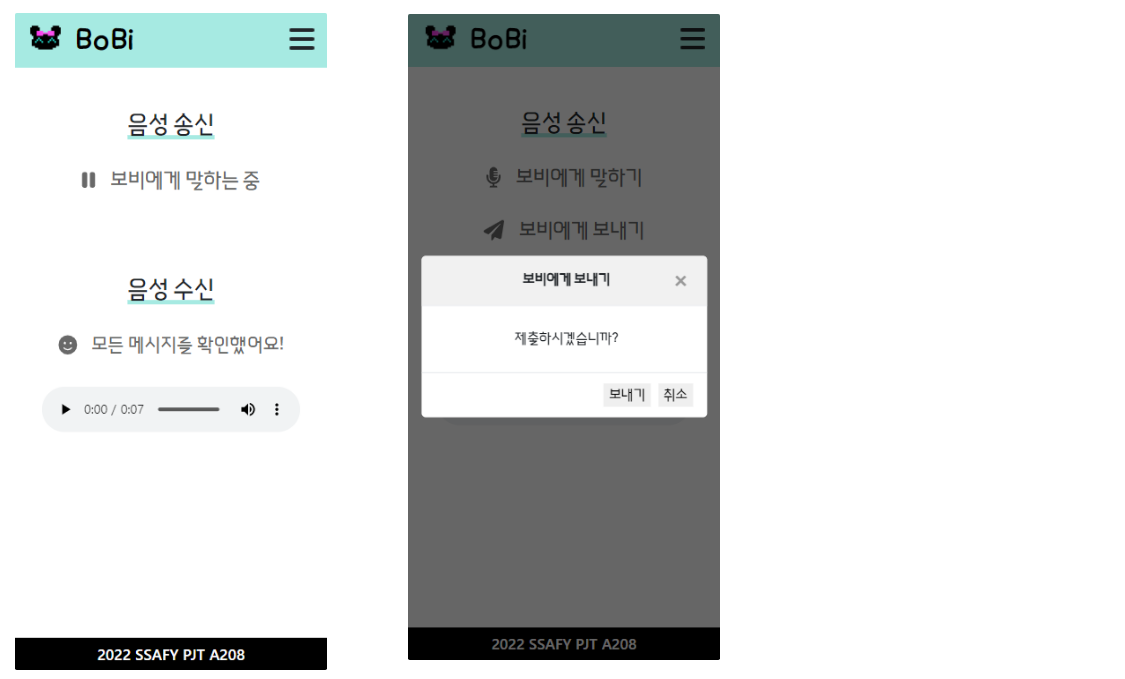 BoBi
음성 송신
보비에게 말하는 중
음성 수신
모든 메시지를 확인했어요!
0:00 / 0:07
2022 SSAFY PJT A208
BoBi
음성 송신
보비에게 말하기
보비에게 보내기
보비에게 보내기
×
제출하시겠습니까?
보내기 취소
2022 SSAFY PJT A208